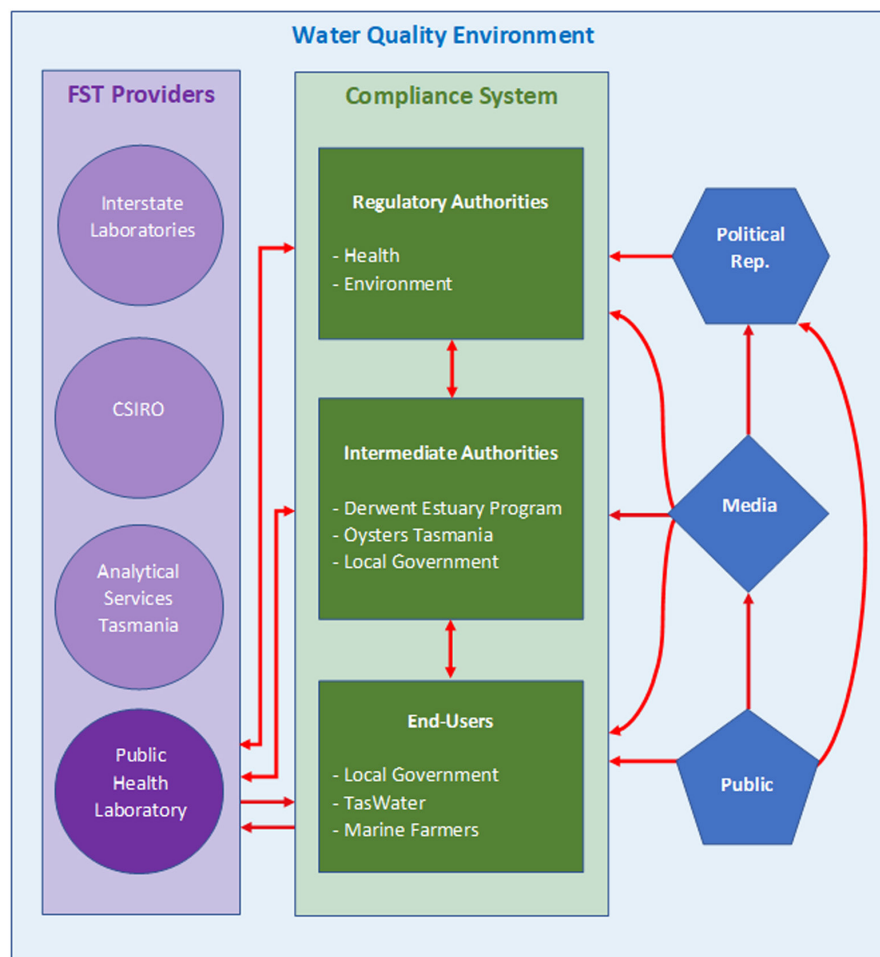 Water Quality Environment
FST Providers
Interstate
Laboratories
CSIRO
Analytical
Services
Tasmania
Public
Health
Laboratory
Compliance System
Regulatory Authorities
- Health
- Environment
Intermediate Authorities
- Derwent Estuary Program
- Oysters Tasmania
- Local Government
End-Users
- Local Government
- TasWater
- Marine Farmers
Political
Rep.
Media
Public